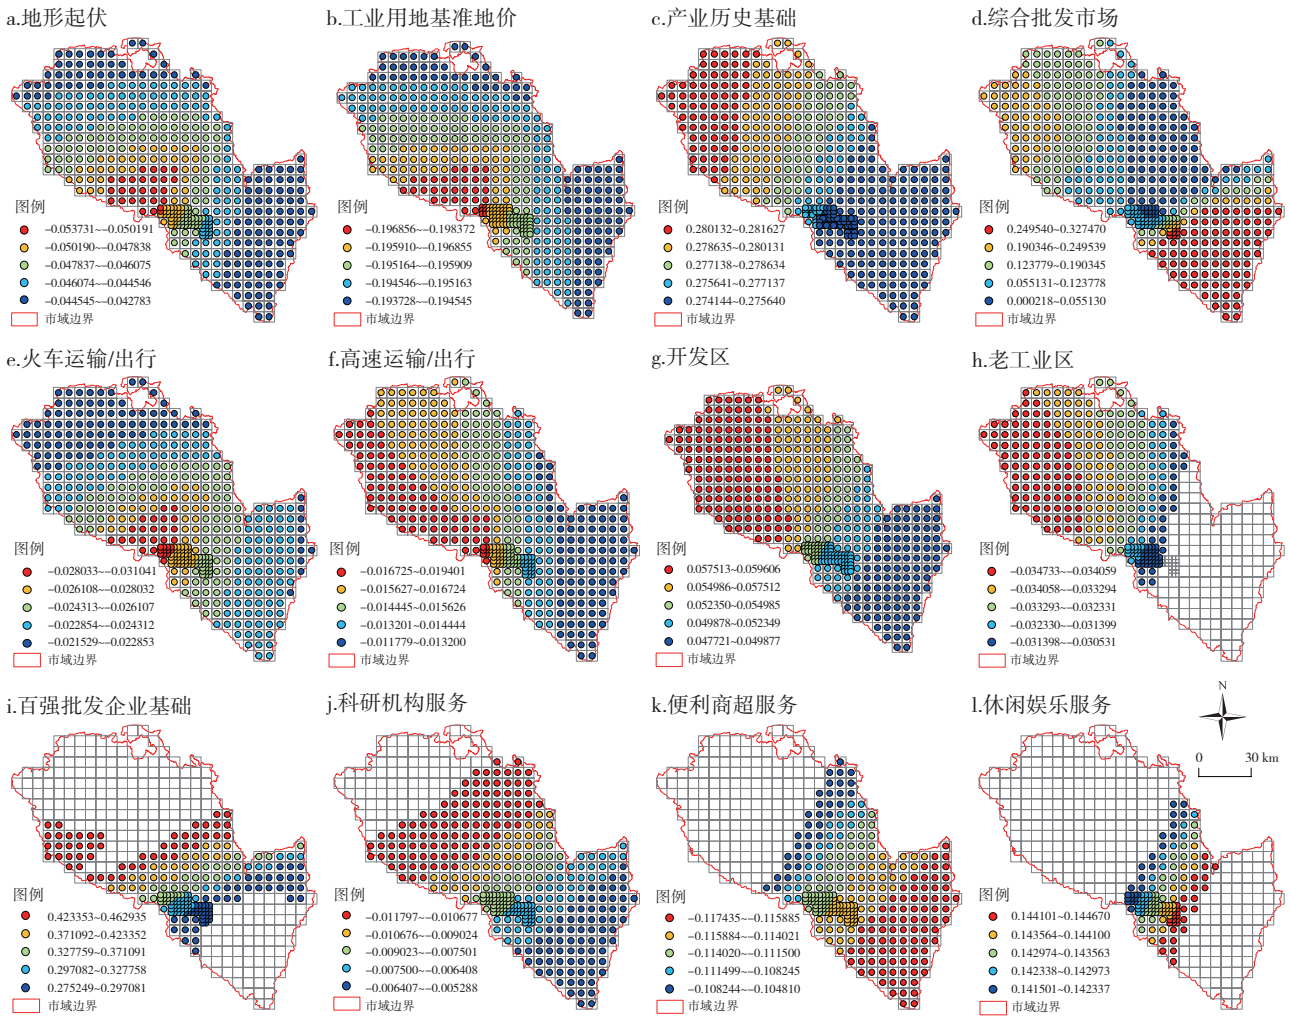 a.地形起伏
b.工业用地基准地价
c.产业历史基础
d.综合批发市场
图例
−0.053731~−0.050191
−0.050190~−0.047838
−0.047837~−0.046075
−0.046074~−0.044546
−0.044545~−0.042783
市域边界
图例
−0.196856~−0.198372
−0.195910~−0.196855
−0.195164~−0.195909
−0.194546~−0.195163
−0.193728~−0.194545
市域边界
图例
0.280132~0.281627
0.278635~0.280131
0.277138~0.278634
0.275641~0.277137
0.274144~0.275640
市域边界
图例
0.249540~0.327470
0.190346~0.249539
0.123779~0.190345
0.055131~0.123778
0.000218~0.055130
市域边界
e.火车运输/出行
f.高速运输/出行
g.开发区
h.老工业区
图例
−0.028033~−0.031041
−0.026108~−0.028032
−0.024313~−0.026107
−0.022854~−0.024312
−0.021529~−0.022853
市域边界
图例
−0.016725~0.019401
−0.015627~0.016724
−0.014445~0.015626
−0.013201~0.014444
−0.011779~0.013200
市域边界
图例
0.057513~0.059606
0.054986~0.057512
0.052350~0.054985
0.049878~0.052349
0.047721~0.049877
市域边界
图例
−0.034733~−0.034059
−0.034058~−0.033294
−0.033293~−0.032331
−0.032330~−0.031399
−0.031398~−0.030531
市域边界
i.百强批发企业基础
j.科研机构服务
k.便利商超服务
l.休闲娱乐服务
N
0 30 km
图例
0.423353~0.462935
0.371092~0.423352
0.327759~0.371091
0.297082~0.327758
0.275249~0.297081
市域边界
图例
−0.011797~−0.010677
−0.010676~−0.009024
−0.009023~−0.007501
−0.007500~−0.006408
−0.006407~−0.005288
市域边界
图例
−0.117435~−0.115885
−0.115884~−0.114021
−0.114020~−0.111500
−0.111499~−0.108245
−0.108244~−0.104810
市域边界
图例
0.144101~0.144670
0.143564~0.144100
0.142974~0.143563
0.142338~0.142973
0.141501~0.142337
市域边界